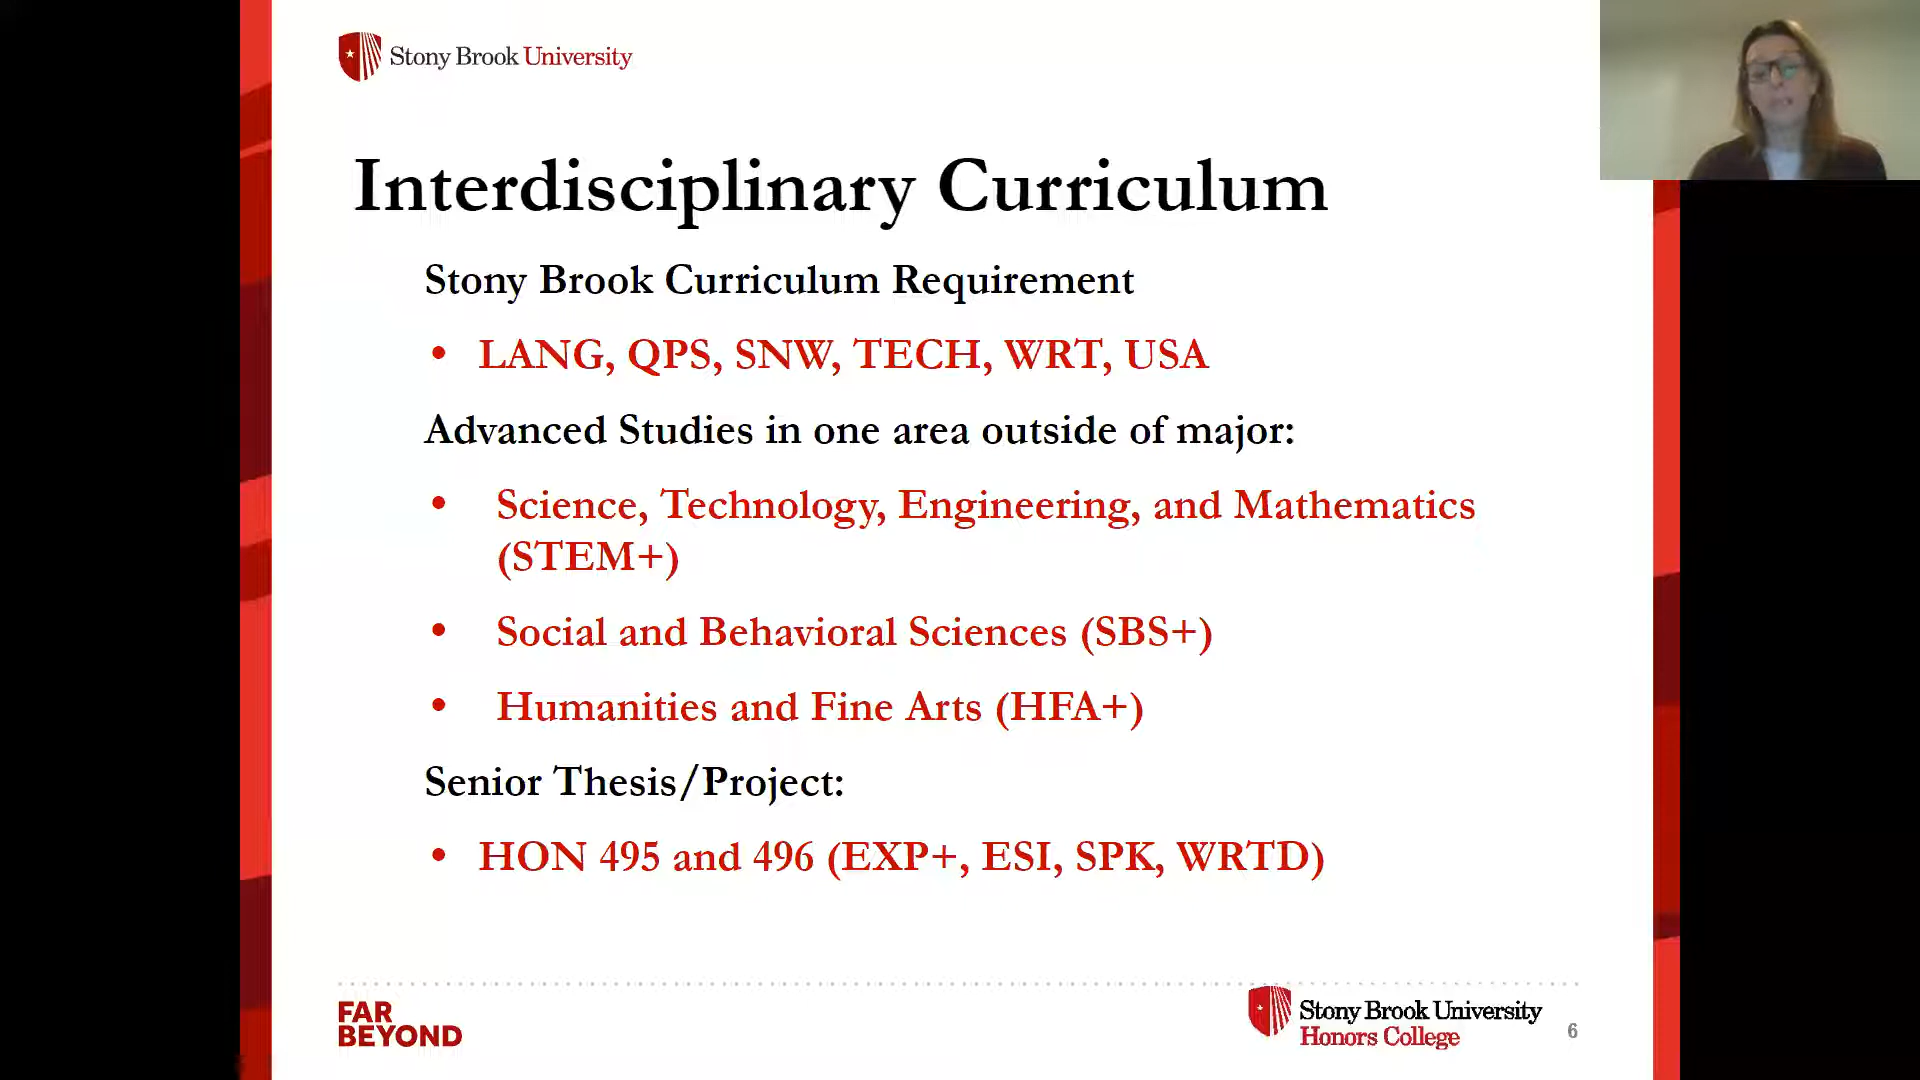 Stony Brook University
Interdisciplinary Curriculum
Stony Brook Curriculum Requirement
• LANG, QPS, SNW, TECH, WRT, USA
Advanced Studies in one area outside of major:
• Science, Technology, Engineering, and Mathematics
(STEM+)
• Social and Behavioral Sciences (SBS+)
• Humanities and Fine Arts (HFA+)
Senior Thesis/Project:
• HON 495 and 496 (EXP+, ESI, SPK, WRTD)
FAR
BEYOND
Stony Brook University
Honors College
6